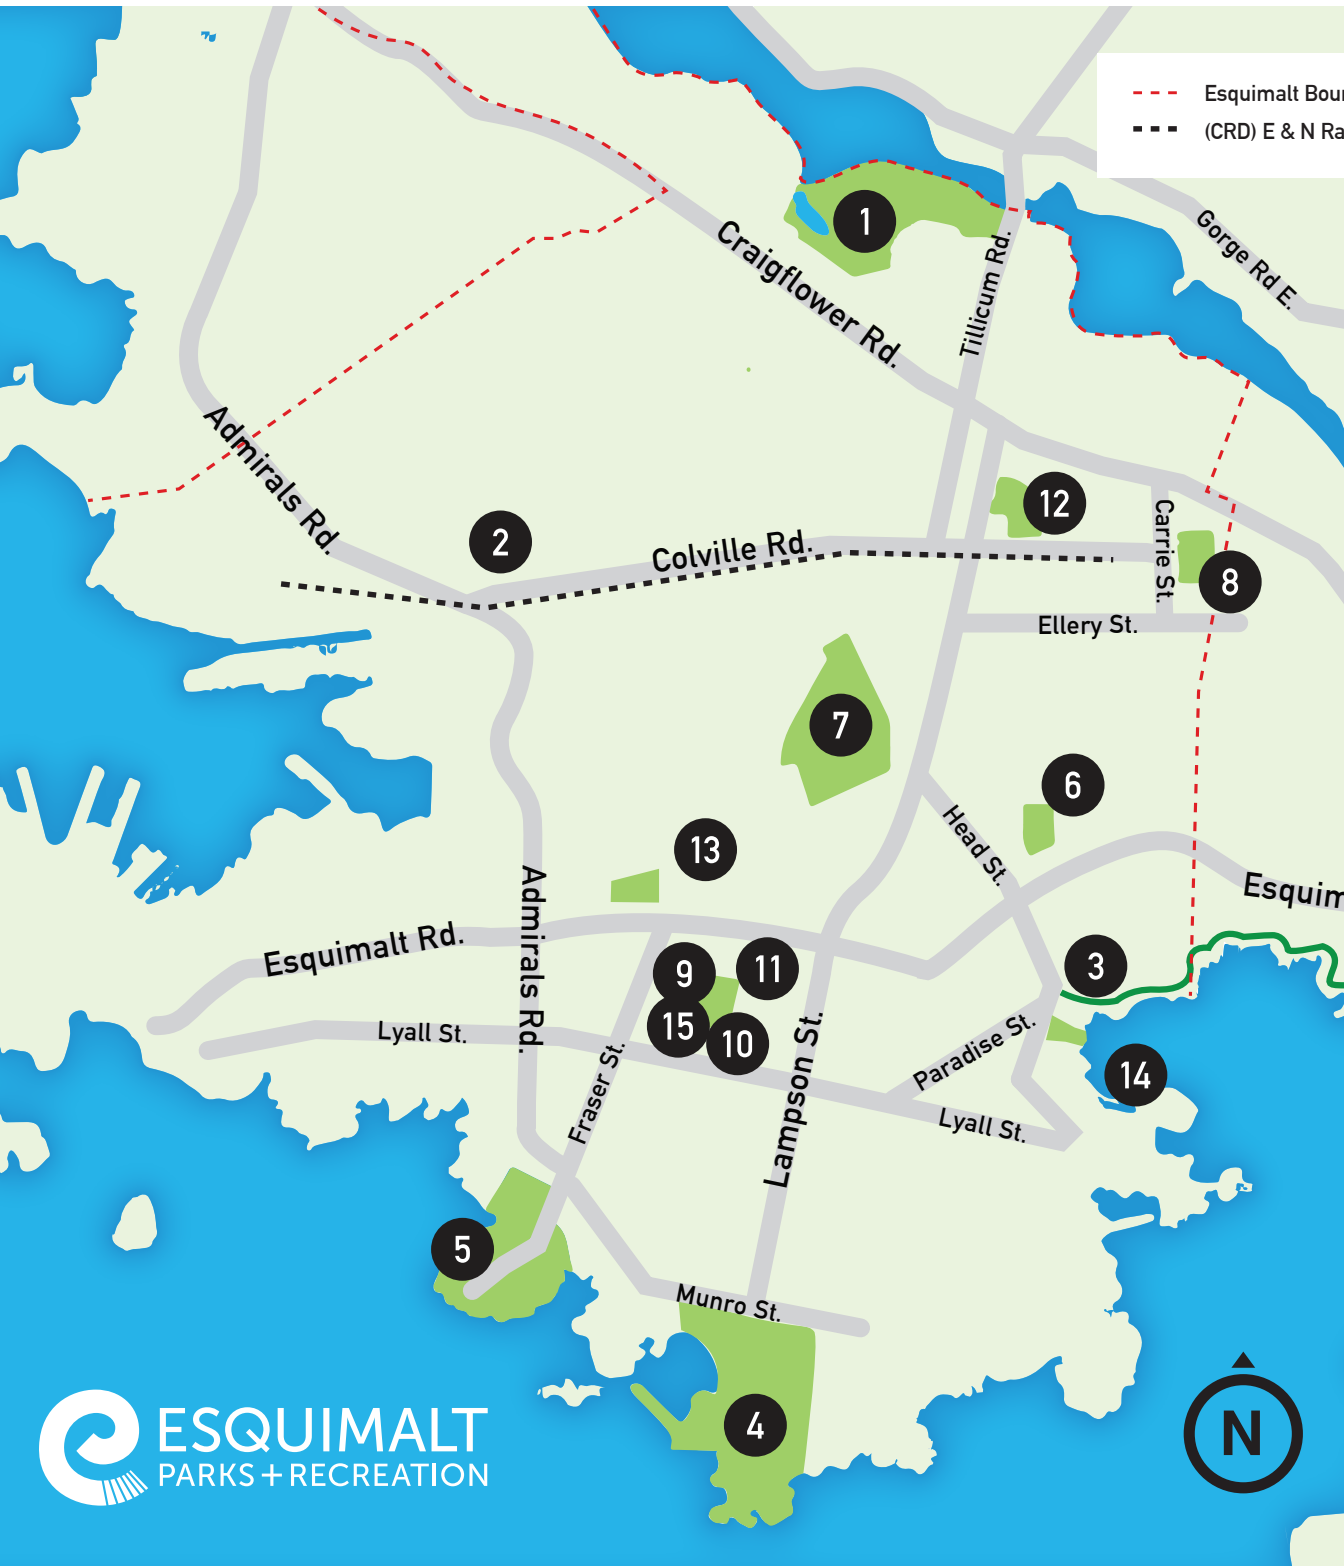 Esquimalt Bour
(CRD) E & N Ra
1
Gorge Rd E.
Craigflower Rd.
Tillicum Rd.
Admirals Rd.
2
12
Carrie St.
Colville Rd.
8
Ellery St.
7
6
Head St.
13
Esquim
Admirals Rd.
Esquimalt Rd.
9
11
3
15
10
Lyall St.
Fraser St.
Lampson St.
Paradise St.
14
Lyall St.
5
Munro St.
4
N
ESQUIMALT
PARKS+RECREATION